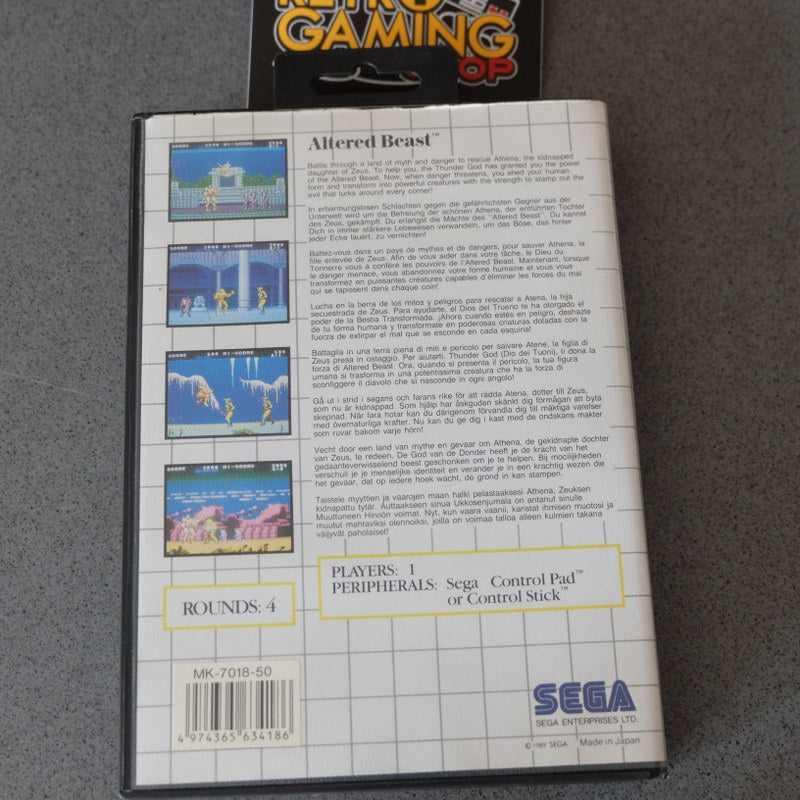 RETRO
GAMING
OP
Altered Beast™
Battle through a land of myth and danger to rescue Athena, the kidnapped
daughter of Zeus. To help you, the Thunder God has granted you the power
of the Altered Beast. Now, when danger threatens, you shed your human
form and transform into powerful creatures with the strength to stamp out the
evil that lurks around every corner!
In erbarmungslosen Schlachten gegen die gefährlichsten Gegner aus der
Unterwelt wird um die Befreiung der schönen Athena, der entführten Tochter
des Zeus, gekämpft. Du erlangst die Mächte des "Altered Beast". Du kannst
Dich in immer stärkere Lebewesen verwandeln, um das Böse, das hinter
jeder Ecke lauert, zu vernichten!
Battez-vous dans un pays de mythes et de dangers, pour sauver Athena, la
fille enlevée de Zeus. Afin de vous aider dans votre tâche, le Dieu du
Tonnerre vous a conféré les pouvoirs de l'Altered Beast. Maintenant, lorsque
le danger menace, vous abandonnez votre forme humaine et vous vous
transformez en puissantes créatures capables d'éliminer les forces du mal
qui se tapissent dans chaque coin!
Lucha en la tierra de los mitos y peligros para rescatar a Atena, la hija
secuestrada de Zeus. Para ayudarte, el Dios del Trueno te ha otorgado el
poder de la Bestia Transformada. ¡Ahora cuando estés en peligro, deshazte
de tu forma humana y transformate en poderosas criaturas dotadas con la
fuerza de extirpar el mal que se esconde en cada esquina!
Battaglia in una terra piena di miti e pericolo per salvare Atene, la figlia di
Zeus presa in ostaggio. Per aiutarti. Thunder God (Dio dei Tuoni), ti dona la
forza di Altered Beast. Ora, quando si presenta il pericolo, la tua figura
umana si trasforma in una potentissima creatura che ha la forza di
sconfiggere il diavolo che si nasconde in ogni angolo!
Gå ut i strid i sagans och farans rike för att rädda Atena, dotter till Zeus,
som nu är kidnappad. Som hjälp har åskguden skänkt dig förmågan att byta
skepnad. När fara hotar kan du därigenom förvandla dig till mäktiga varelser
med övernaturliga krafter. Nu kan du ge dig i kast med de ondskans makter
som ruvar bakom varje hörn!
Vecht door een land van mythe en gevaar om Athena, de gekidnapte dochter
van Zeus, te redden. De God van de Donder heeft je de kracht van het
gedaanteverwisselend beest geschonken om je te helpen. Bij mocilijkheden
verschuil je je menselijke identiteit en verander je in een krachtig wezen die
het gevaar, dat op iedere hoek wacht, de grond in kan stampen.
Taistele myyttien ja vaarojen maan halki pelastaaksesi Athena, Zeuksen
kidnapattu tytär. Auttaakseen sinua Ukkosenjumala on antanut sinulle
Muuttuneen Hirviön voimat. Nyt, kun vaara vaanii, karistat ihmisen muotosi ja
muutut mahtaviksi olennoiksi, joilla on voimaa talloa alleen kulmien takana
väijyvät paholaiset!
PLAYERS: 1
PERIPHERALS: Sega Control Pad™
or Control Stick™
ROUNDS: 4
MK-7018-50
4 974365 634186
SEGA
SEGA ENTERPRISES LTD.
© 1989 SEGA Made in Japan